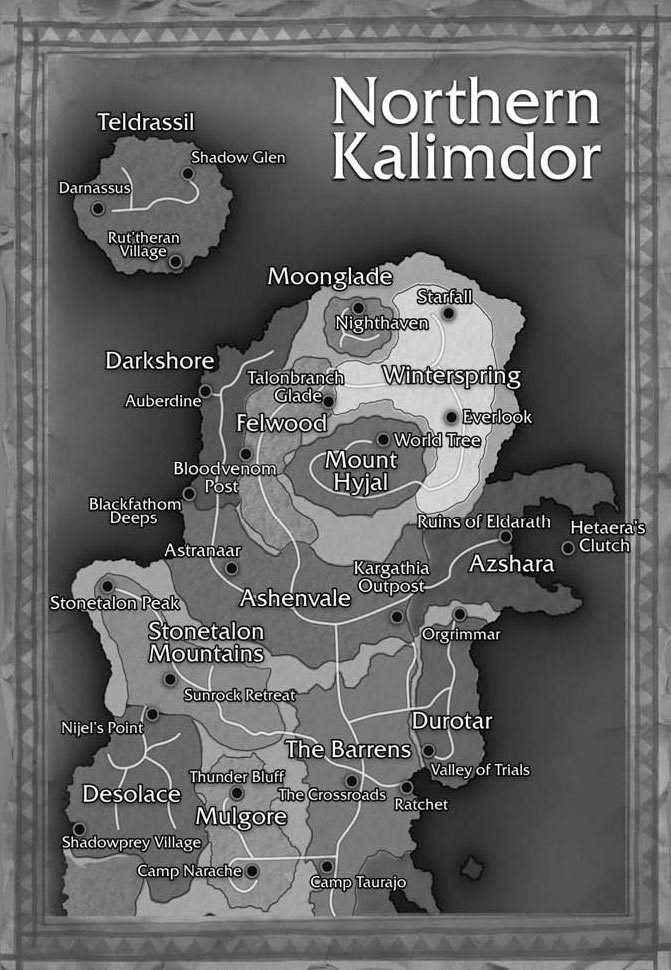 Northern
Kalimdor
Teldrassil
Shadow Glen
Darnassus
Rut'theran
Village
Moonglade
Starfall
Nighthaven
Darkshore
Talonbranch
Glade
Winterspring
Auberdine
Felwood
Everlook
World Tree
Mount
Hyjal
Bloodvenom
Post
Blackfathom
Deeps
Ruins of Eldarath
Hetaera's
Clutch
Astranaar
Kargathia
Outpost
Azshara
Stonetalon Peak
Ashenvale
Orgrimmar
Stonetalon
Mountains
Sunrock Retreat
Nijel's Point
Durotar
The Barrens
Valley of Trials
Thunder Bluff
Desolace
The Crossroads
Ratchet
Mulgore
Shadowprey Village
Camp Narache
Camp Taurajo